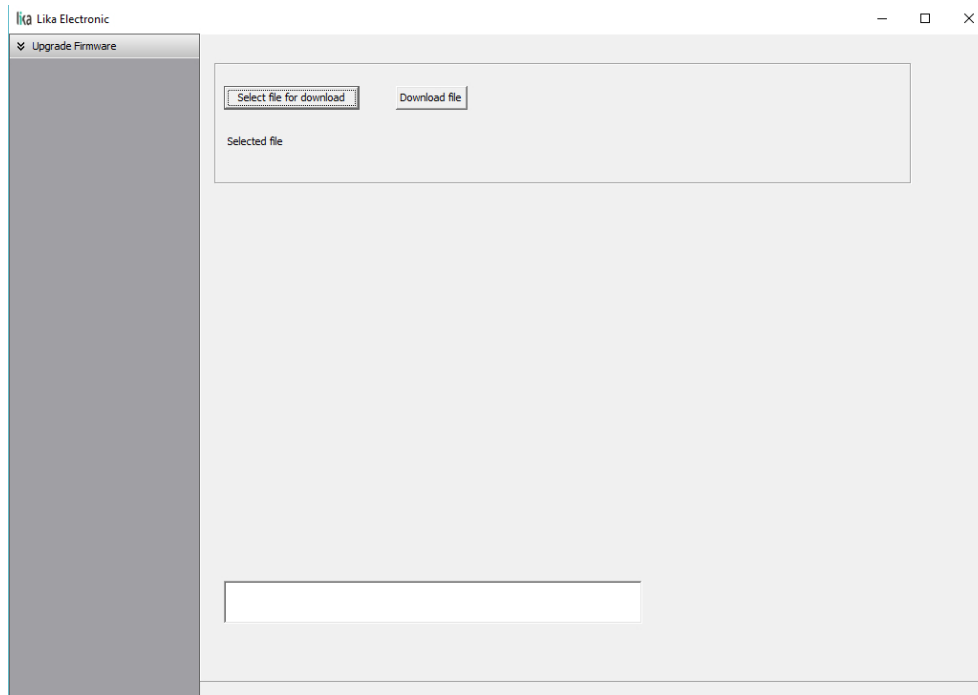 lika Lika Electronic
Upgrade Firmware
Select file for download
Download file
Selected file